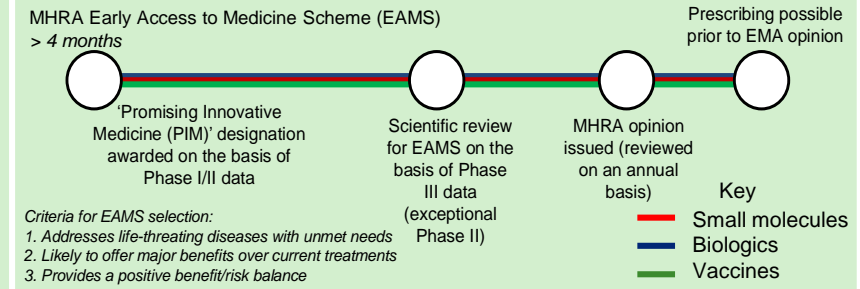 MHRA Early Access to Medicine Scheme (EAMS)
> 4 months
Prescribing possible
prior to EMA opinion
'Promising Innovative
Medicine (PIM)' designation
awarded on the basis of
Phase I/II data
Scientific review
for EAMS on the
basis of Phase
III data
(exceptional
Phase II)
MHRA opinion
issued (reviewed
on an annual
basis)
Criteria for EAMS selection:
1. Addresses life-threating diseases with unmet needs
2. Likely to offer major benefits over current treatments
3. Provides a positive benefit/risk balance
Key
Small molecules
Biologics
Vaccines